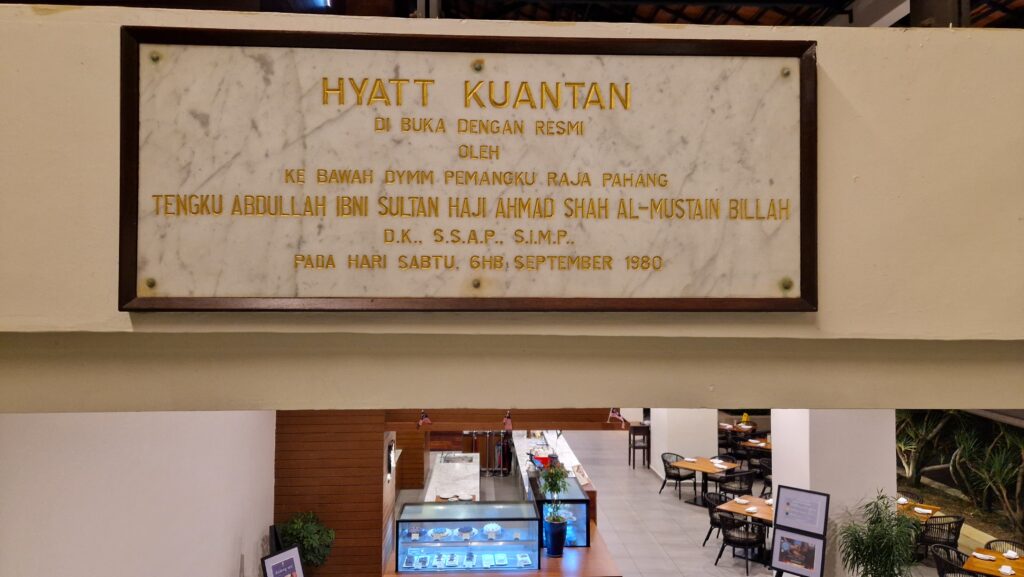 HYATT KUANTAN
DI BUKA DENGAN RESMI
OLEH
KE BAWAH DYMM PEMANGKU RAJA PAHANG
TENGKU ABDULLAH IBNI SULTAN HAJI AHMAD SHAH AL-MUSTAIN BILLAH
D.K., S.S.A.P., S.I.M.P.,
PADA HARI SABTU, 6HB SEPTEMBER 1980